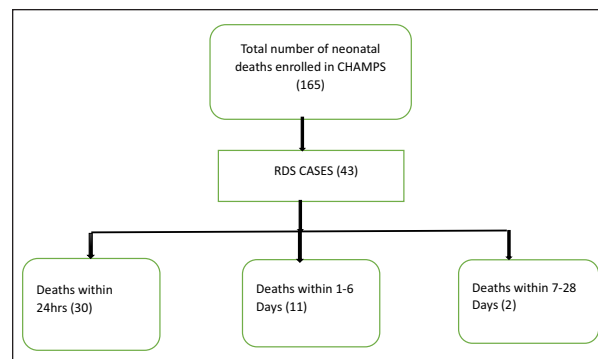 Total number of neonatal
deaths enrolled in CHAMPS
(165)
RDS CASES (43)
Deaths within
24hrs (30)
Deaths within 1-6
Days (11)
Deaths within 7-28
Days (2)